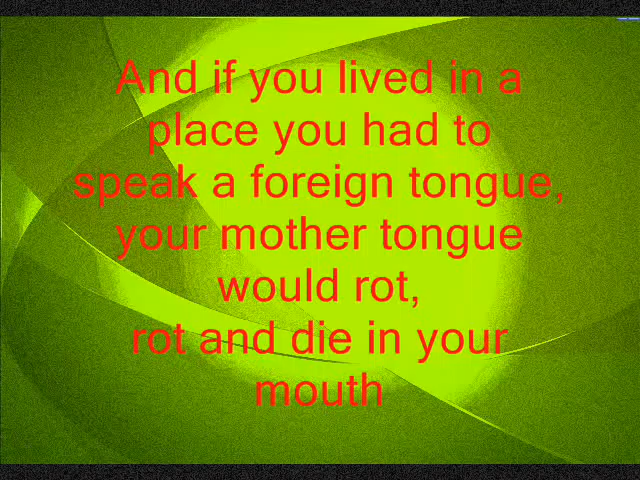 And if you lived in a
place you had to
speak a foreign tongue,
your mother tongue
would rot,
rot and die in your
mouth